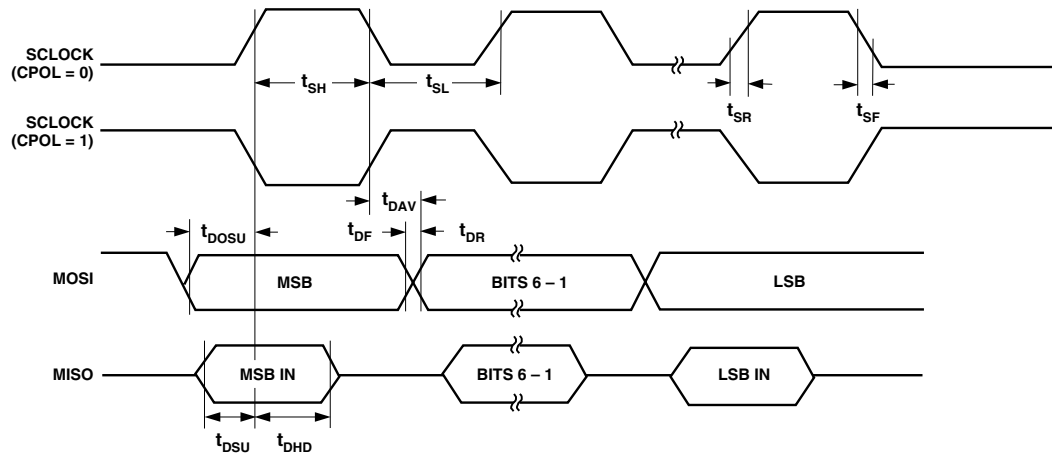 SCLOCK
(CPOL = 0)
tSH
tSL
tSR
tSF
SCLOCK
(CPOL = 1)
tDAV
tDOSU
tDF
tDR
MOSI
MSB
BITS 6 – 1
LSB
MISO
MSB IN
BITS 6 – 1
LSB IN
tDSU
tDHD